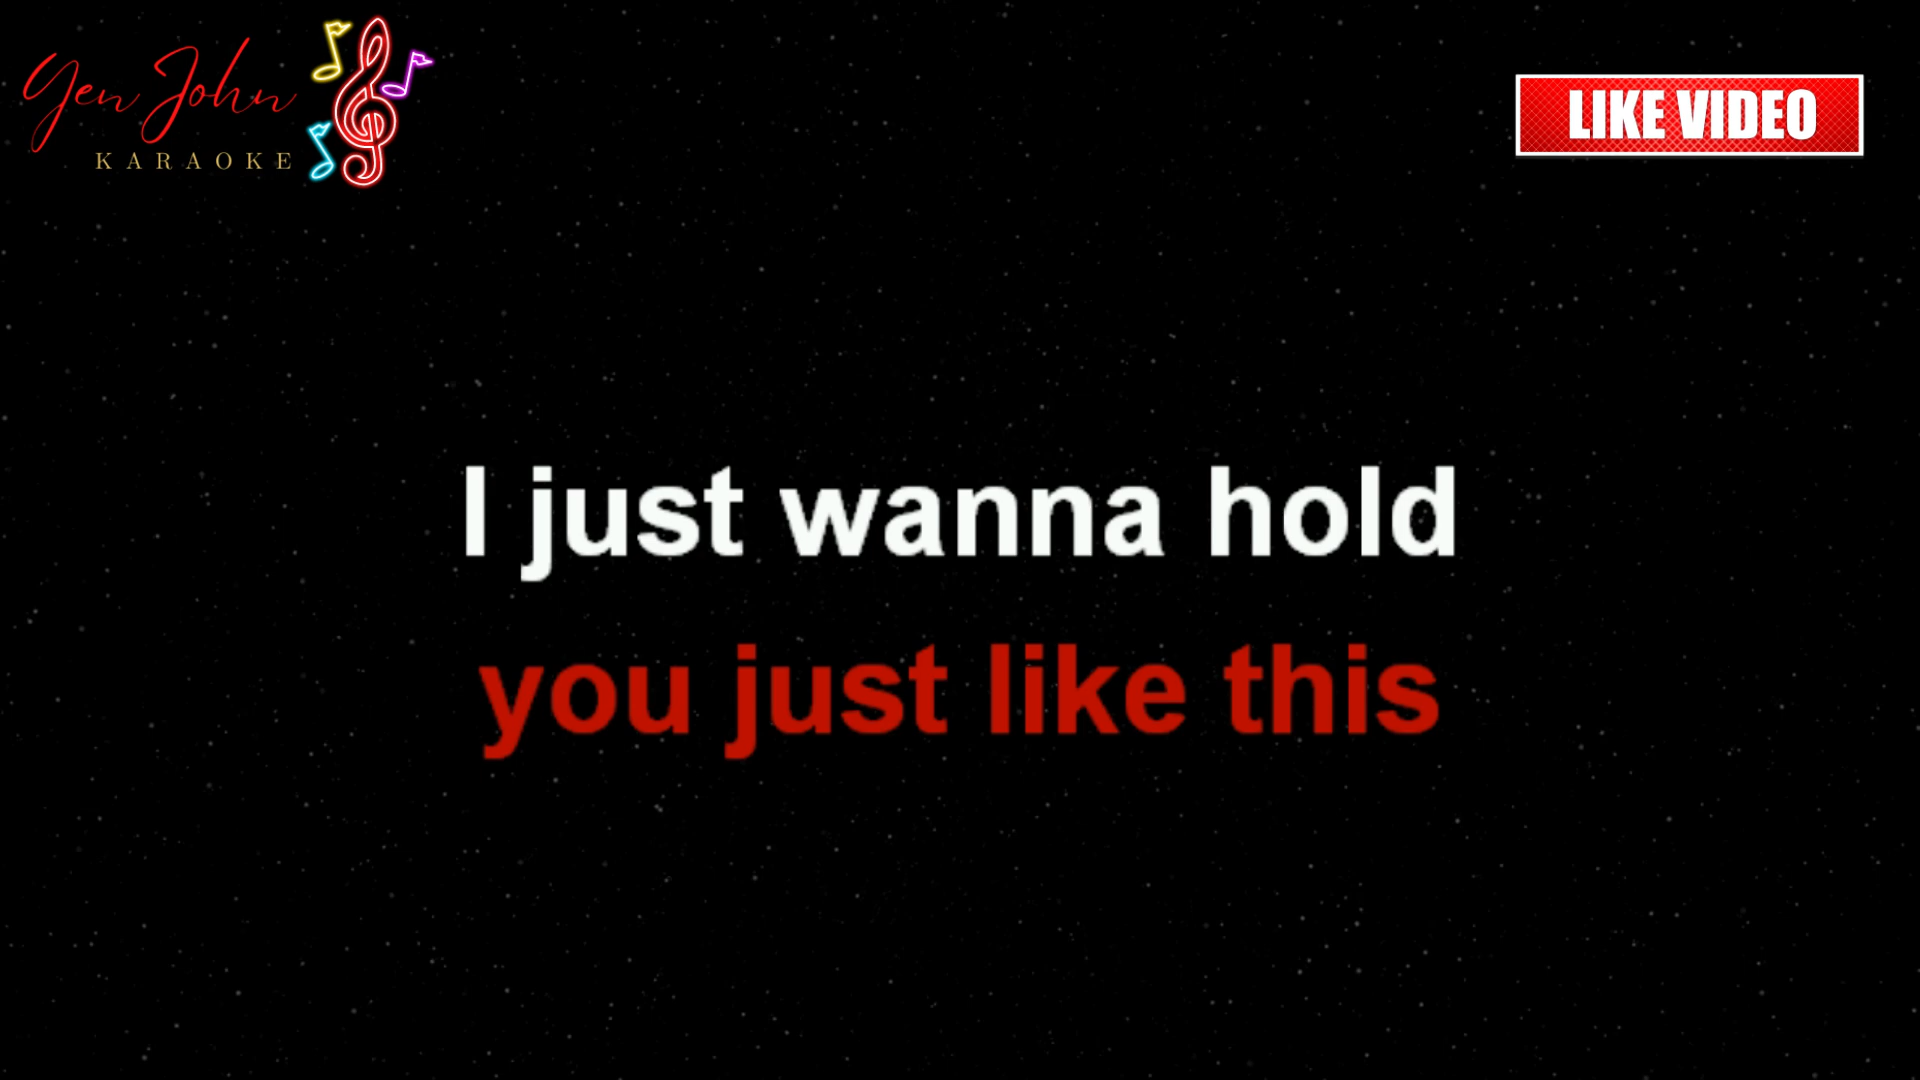 Yen John
KARAOKE
LIKE VIDEO
I just wanna hold
you just like this